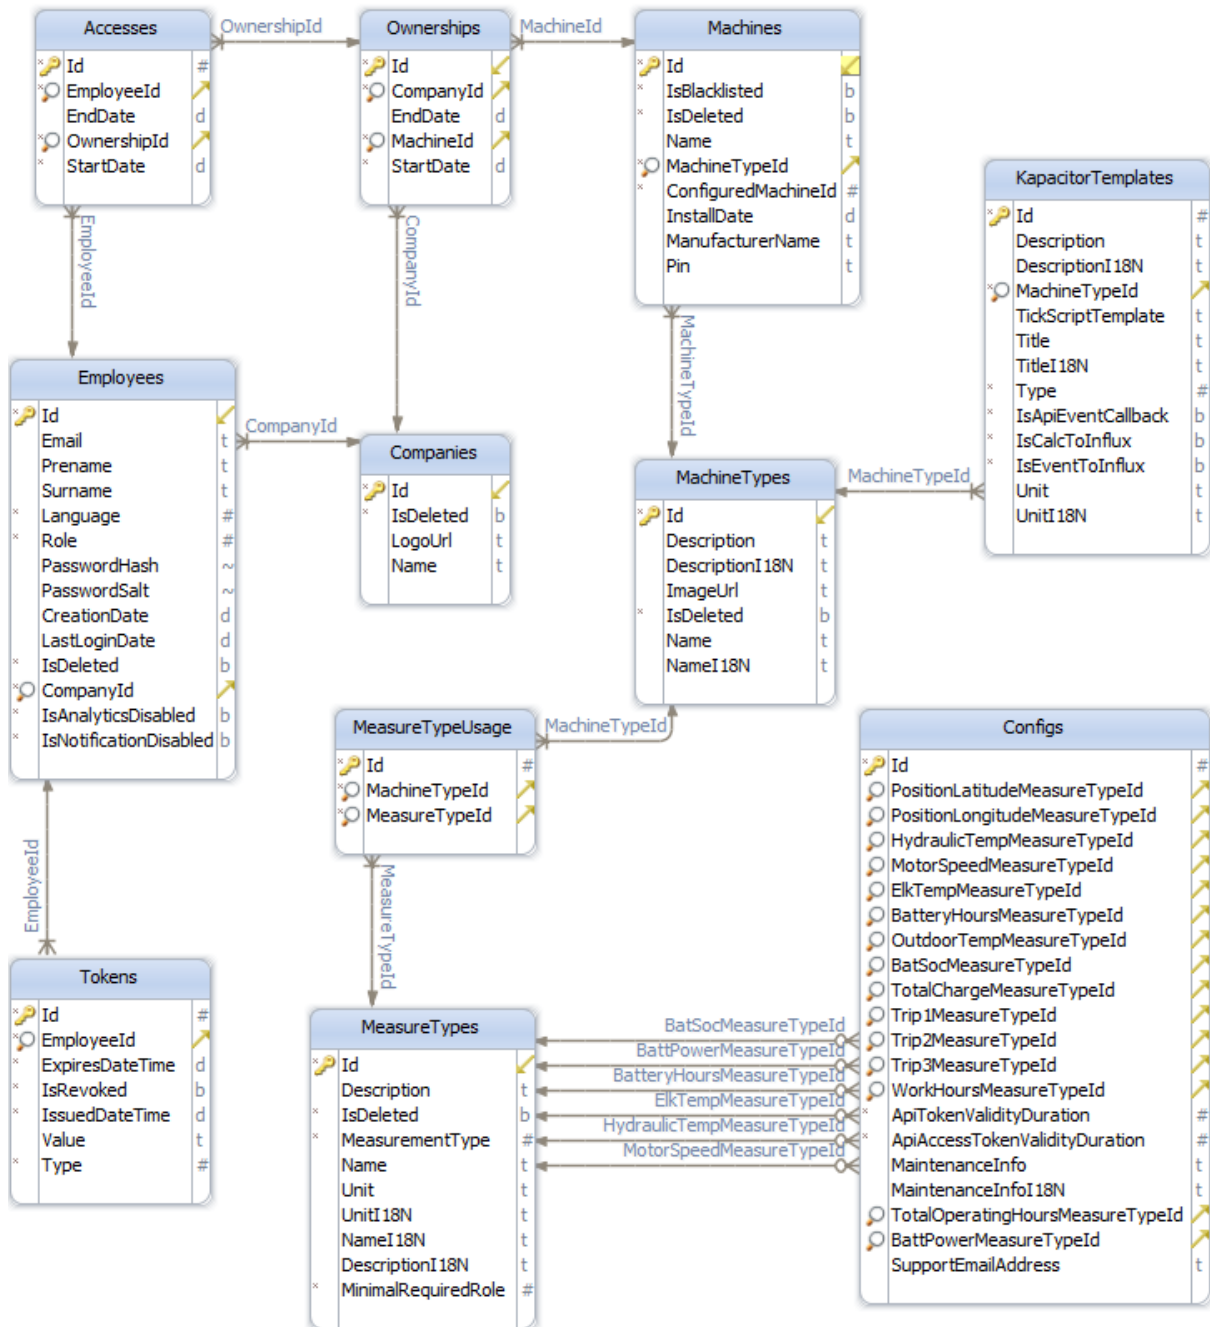 Accesses
Id #
EmployeeId
EndDate d
OwnershipId
StartDate d
OwnershipId
Ownerships
Id
CompanyId
EndDate d
MachineId
StartDate d
MachineId
Machines
Id
IsBlacklisted b
IsDeleted b
Name t
MachineTypeId
ConfiguredMachineId #
InstallDate d
ManufacturerName t
Pin t
KapacitorTemplates
Id #
Description t
DescriptionI18N t
MachineTypeId
TickScriptTemplate t
Title t
TitleI18N t
Type #
IsApiEventCallback b
IsCalcToInflux b
IsEventToInflux b
Unit t
UnitI18N t
EmployeeId
CompanyId
MachineTypeId
Employees
Id
Email t
Prename t
Surname t
Language #
Role #
PasswordHash ~
PasswordSalt ~
CreationDate d
LastLoginDate d
IsDeleted b
CompanyId
IsAnalyticsDisabled b
IsNotificationDisabled b
CompanyId
Companies
Id
IsDeleted b
LogoUrl t
Name t
MachineTypes
Id
Description t
DescriptionI18N t
ImageUrl t
IsDeleted b
Name t
NameI18N t
MachineTypeId
MeasureTypeUsage
Id #
MachineTypeId
MeasureTypeId
MachineTypeId
Configs
Id #
PositionLatitudeMeasureTypeId
PositionLongitudeMeasureTypeId
HydraulicTempMeasureTypeId
MotorSpeedMeasureTypeId
ElkTempMeasureTypeId
BatteryHoursMeasureTypeId
OutdoorTempMeasureTypeId
BatSocMeasureTypeId
TotalChargeMeasureTypeId
Trip1MeasureTypeId
Trip2MeasureTypeId
Trip3MeasureTypeId
WorkHoursMeasureTypeId
ApiTokenValidityDuration #
ApiAccessTokenValidityDuration #
MaintenanceInfo t
MaintenanceInfoI18N t
TotalOperatingHoursMeasureTypeId
BattPowerMeasureTypeId
SupportEmailAddress t
EmployeeId
MeasureTypeId
Tokens
Id #
EmployeeId
ExpiresDateTime d
IsRevoked b
IssuedDateTime d
Value t
Type #
MeasureTypes
Id
Description t
IsDeleted b
MeasurementType #
Name t
Unit t
UnitI18N t
NameI18N t
DescriptionI18N t
MinimalRequiredRole #
BatSocMeasureTypeId
BattPowerMeasureTypeId
BatteryHoursMeasureTypeId
ElkTempMeasureTypeId
HydraulicTempMeasureTypeId
MotorSpeedMeasureTypeId